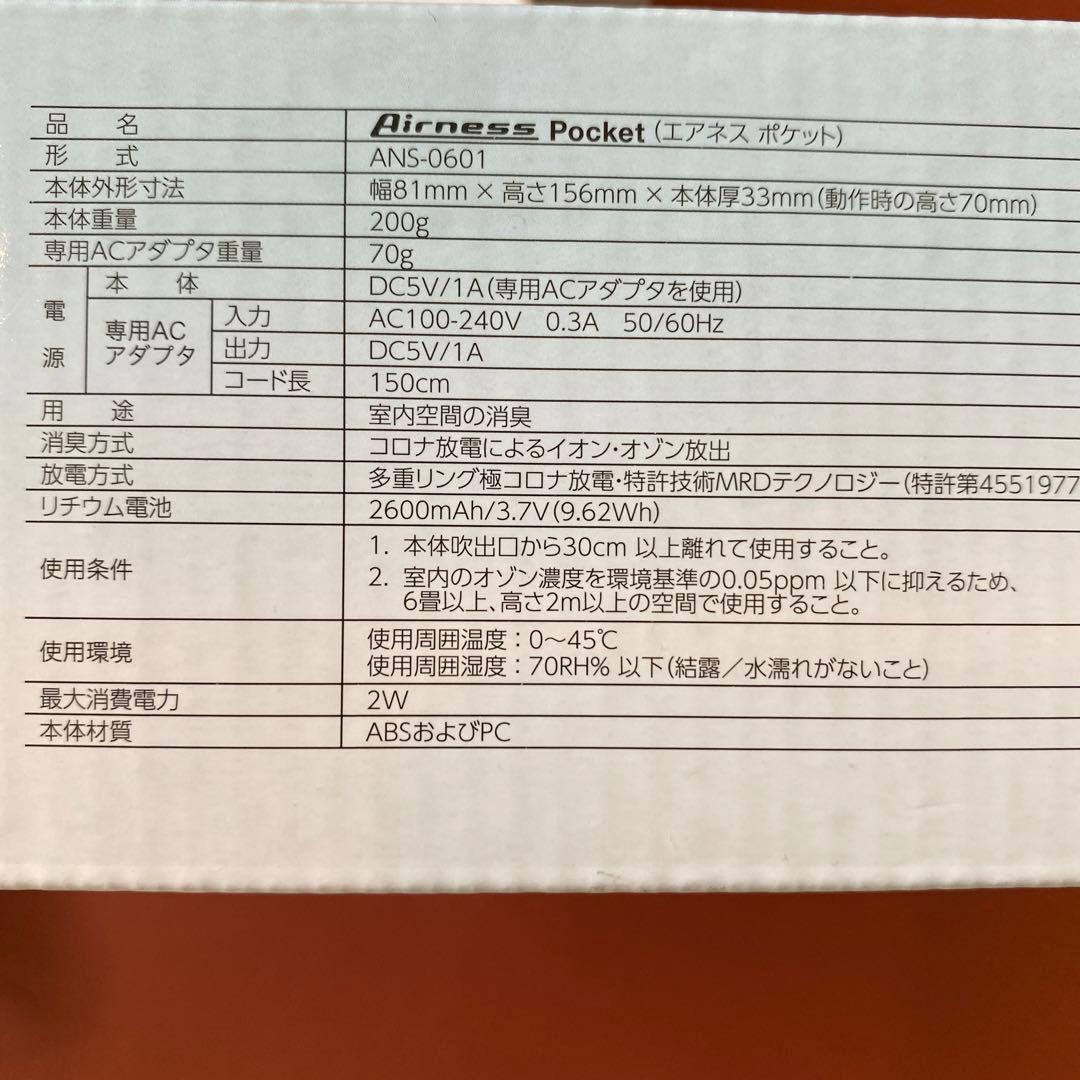 品名 Airness Pocket (エアネス ポケット)
形式 ANS-0601
本体外形寸法 幅81mm × 高さ156mm × 本体厚33mm(動作時の高さ70mm)
本体重量 200g
専用ACアダプタ重量 70g
電源 本体 DC5V/1A(専用ACアダプタを使用)
専用ACアダプタ 入力 AC100-240V 0.3A 50/60Hz
出力 DC5V/1A
コード長 150cm
用途 室内空間の消臭
消臭方式 コロナ放電によるイオン・オゾン放出
放電方式 多重リング極コロナ放電・特許技術MRDテクノロジー(特許第4551977
リチウム電池 2600mAh/3.7V(9.62Wh)
使用条件 1. 本体吹出口から30cm 以上離れて使用すること。
2. 室内のオゾン濃度を環境基準の0.05ppm 以下に抑えるため、
6畳以上、高さ2m以上の空間で使用すること。
使用環境 使用周囲温度:0〜45℃
使用周囲湿度:70RH% 以下(結露/水濡れがないこと)
最大消費電力 2W
本体材質 ABSおよびPC